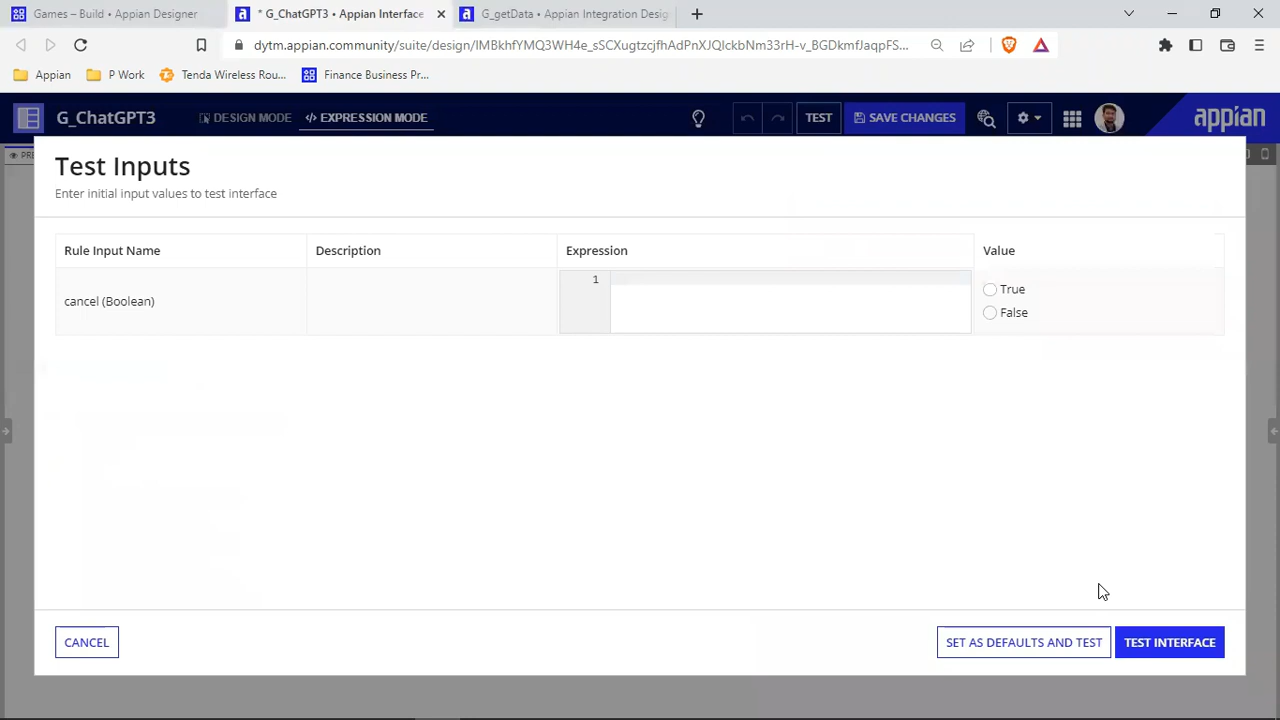 Games – Build • Appian Designer
* G_ChatGPT3 • Appian Interface
G_getData • Appian Integration Desig
dytm.appian.community/suite/design/IMBkhfYMQ3WH4e_sSCXugtzcjfhAdPnXJQIckbNm33rH-v_BGDkmfJaqpFS...
Appian
P Work
Tenda Wireless Rou...
Finance Business Pr...
G_ChatGPT3
DESIGN MODE
</> EXPRESSION MODE
TEST
SAVE CHANGES
appian
PRE
Test Inputs
Enter initial input values to test interface
Rule Input Name
Description
Expression
Value
cancel (Boolean)
1
True
False
CANCEL
SET AS DEFAULTS AND TEST
TEST INTERFACE